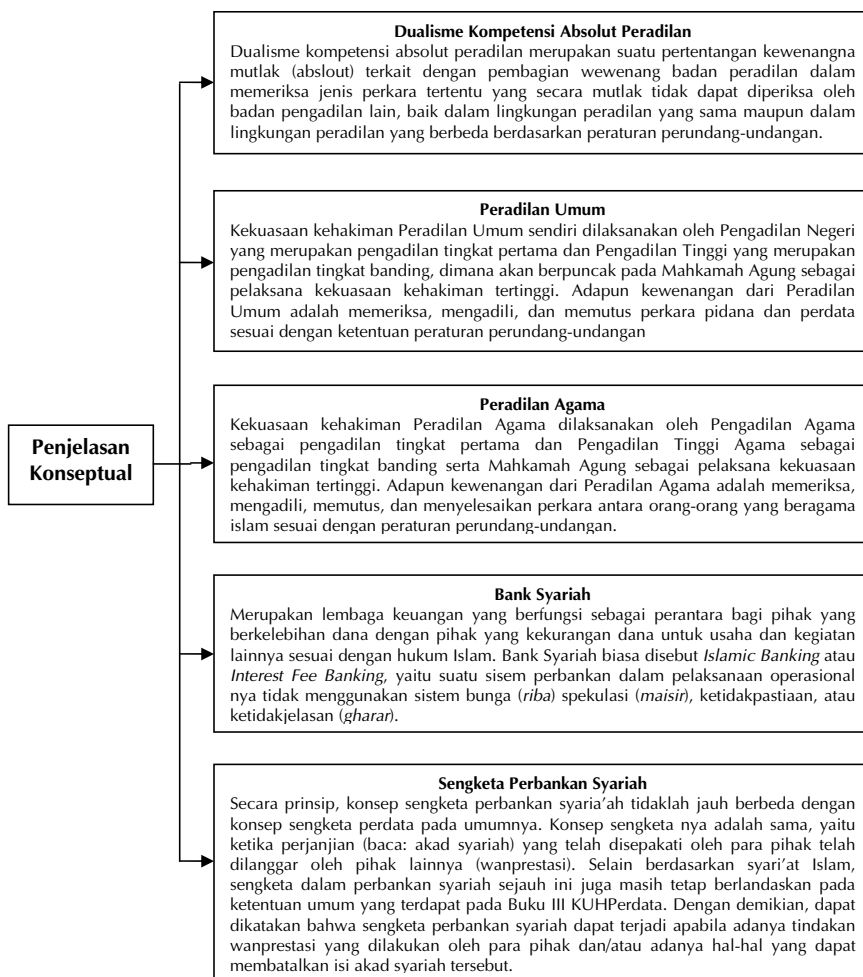 Dualisme Kompetensi Absolut Peradilan
Dualisme kompetensi absolut peradilan merupakan suatu pertentangan kewenangna
mutlak (abslout) terkait dengan pembagian wewenang badan peradilan dalam
memeriksa jenis perkara tertentu yang secara mutlak tidak dapat diperiksa oleh
badan pengadilan lain, baik dalam lingkungan peradilan yang sama maupun dalam
lingkungan peradilan yang berbeda berdasarkan peraturan perundang-undangan.
Peradilan Umum
Kekuasaan kehakiman Peradilan Umum sendiri dilaksanakan oleh Pengadilan Negeri
yang merupakan pengadilan tingkat pertama dan Pengadilan Tinggi yang merupakan
pengadilan tingkat banding, dimana akan berpuncak pada Mahkamah Agung sebagai
pelaksana kekuasaan kehakiman tertinggi. Adapun kewenangan dari Peradilan
Umum adalah memeriksa, mengadili, dan memutus perkara pidana dan perdata
sesuai dengan ketentuan peraturan perundang-undangan
Penjelasan
Konseptual
Peradilan Agama
Kekuasaan kehakiman Peradilan Agama dilaksanakan oleh Pengadilan Agama
sebagai pengadilan tingkat pertama dan Pengadilan Tinggi Agama sebagai
pengadilan tingkat banding serta Mahkamah Agung sebagai pelaksana kekuasaan
kehakiman tertinggi. Adapun kewenangan dari Peradilan Agama adalah memeriksa,
mengadili, memutus, dan menyelesaikan perkara antara orang-orang yang beragama
islam sesuai dengan peraturan perundang-undangan.
Bank Syariah
Merupakan lembaga keuangan yang berfungsi sebagai perantara bagi pihak yang
berkelebihan dana dengan pihak yang kekurangan dana untuk usaha dan kegiatan
lainnya sesuai dengan hukum Islam. Bank Syariah biasa disebut Islamic Banking atau
Interest Fee Banking, yaitu suatu sisem perbankan dalam pelaksanaan operasional
nya tidak menggunakan sistem bunga (riba) spekulasi (maisir), ketidakpastiaan, atau
ketidakjelasan (gharar).
Sengketa Perbankan Syariah
Secara prinsip, konsep sengketa perbankan syaria’ah tidaklah jauh berbeda dengan
konsep sengketa perdata pada umumnya. Konsep sengketa nya adalah sama, yaitu
ketika perjanjian (baca: akad syariah) yang telah disepakati oleh para pihak telah
dilanggar oleh pihak lainnya (wanprestasi). Selain berdasarkan syari’at Islam,
sengketa dalam perbankan syariah sejauh ini juga masih tetap berlandaskan pada
ketentuan umum yang terdapat pada Buku III KUHPerdata. Dengan demikian, dapat
dikatakan bahwa sengketa perbankan syariah dapat terjadi apabila adanya tindakan
wanprestasi yang dilakukan oleh para pihak dan/atau adanya hal-hal yang dapat
membatalkan isi akad syariah tersebut.